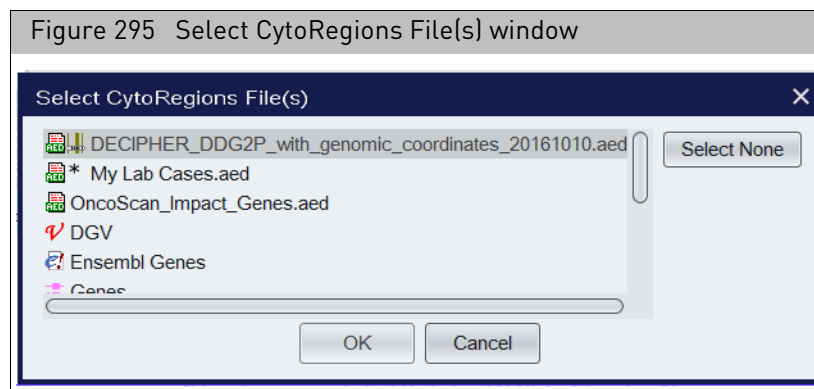 Figure 295 Select CytoRegions File(s) window
Select CytoRegions File(s)
DECIPHER_DDG2P_with_genomic_coordinates_20161010.aed
Select None
* My Lab Cases.aed
OncoScan_Impact_Genes.aed
DGV
Ensembl Genes
Genes
OK
Cancel